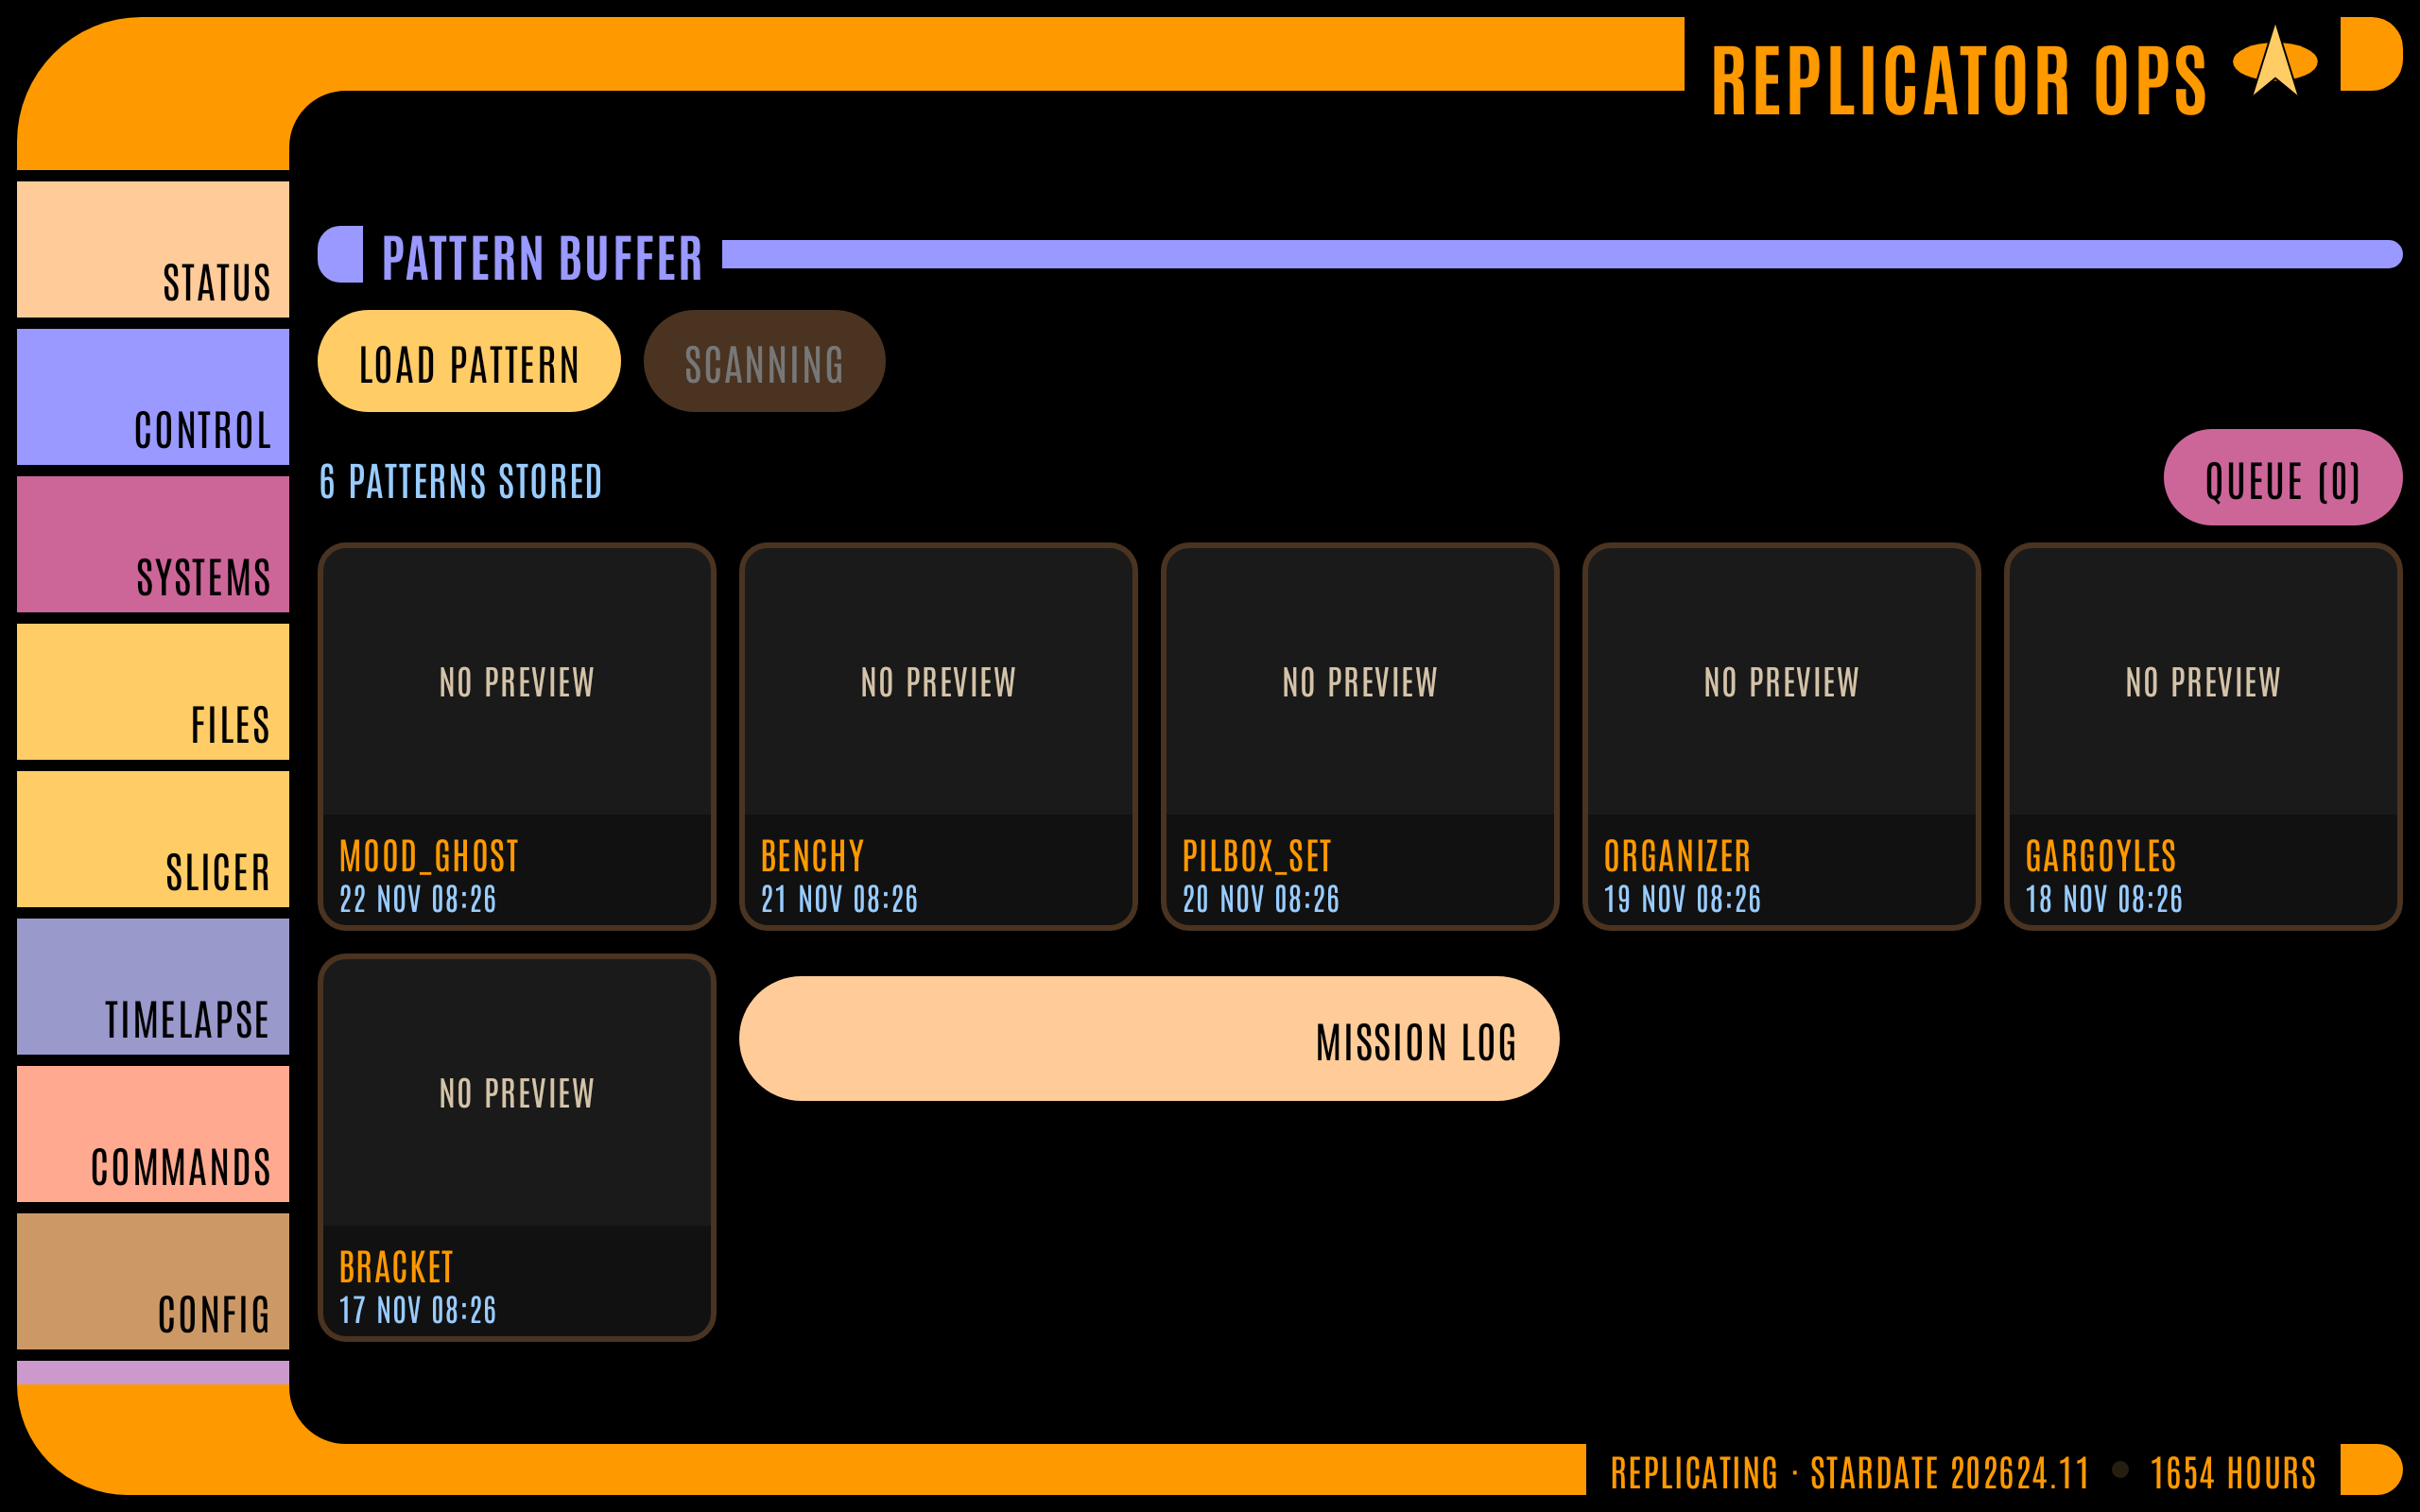 REPLICATOR OPS
STATUS
CONTROL
SYSTEMS
FILES
SLICER
TIMELAPSE
COMMANDS
CONFIG
PATTERN BUFFER
LOAD PATTERN
SCANNING
6 PATTERNS STORED
QUEUE (0)
NO PREVIEW
MOOD_GHOST
22 NOV 08:26
NO PREVIEW
BENCHY
21 NOV 08:26
NO PREVIEW
PILBOX_SET
20 NOV 08:26
NO PREVIEW
ORGANIZER
19 NOV 08:26
NO PREVIEW
GARGOYLES
18 NOV 08:26
NO PREVIEW
BRACKET
17 NOV 08:26
MISSION LOG
REPLICATING · STARDATE 202624.11
1654 HOURS